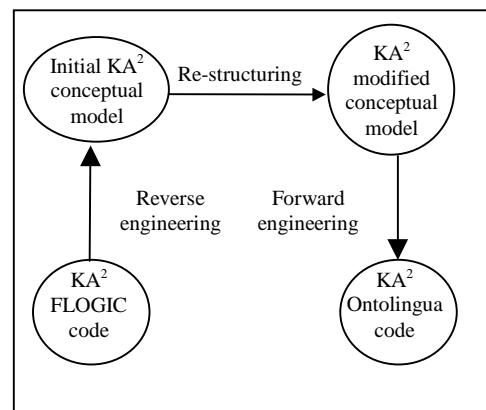 Initial KA²
conceptual
model
Re-structuring
KA²
modified
conceptual
model
Reverse
engineering
Forward
engineering
KA²
FLOGIC
code
KA²
Ontolingua
code